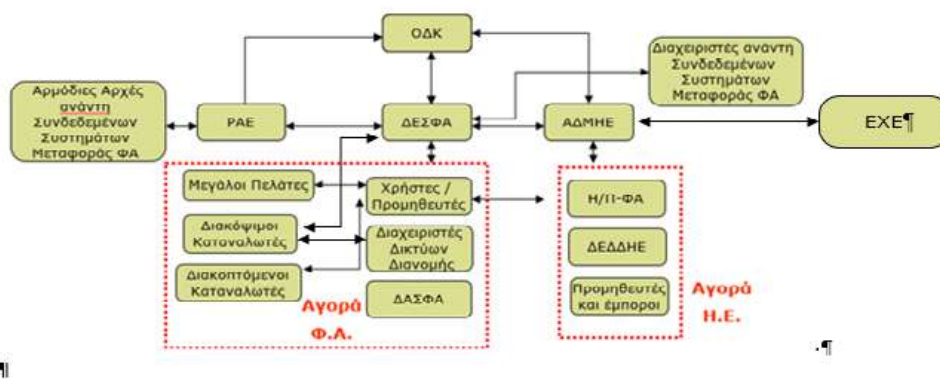 ΟΔΚ
Διαχειριστές ανάντη
Συνδεδεμένων
Συστημάτων
Μεταφοράς ΦΑ
Αρμόδιες Αρχές
ανάντη
Συνδεδεμένων
Συστημάτων
Μεταφοράς ΦΑ
ΡΑΕ
ΔΕΣΦΑ
ΑΔΜΗΕ
ΕΧΕ¶
Μεγάλοι Πελάτες
Χρήστες /
Προμηθευτές
Διακόψιμοι
Καταναλωτές
Διαχειριστές
Δικτύων
Διανομής
Διακοπτόμενοι
Καταναλωτές
ΔΑΣΦΑ
Αγορά
Φ.Α.
Η/Π-ΦΑ
ΔΕΔΔΗΕ
Προμηθευτές
και έμποροι
Αγορά
Η.Ε.
·¶
¶